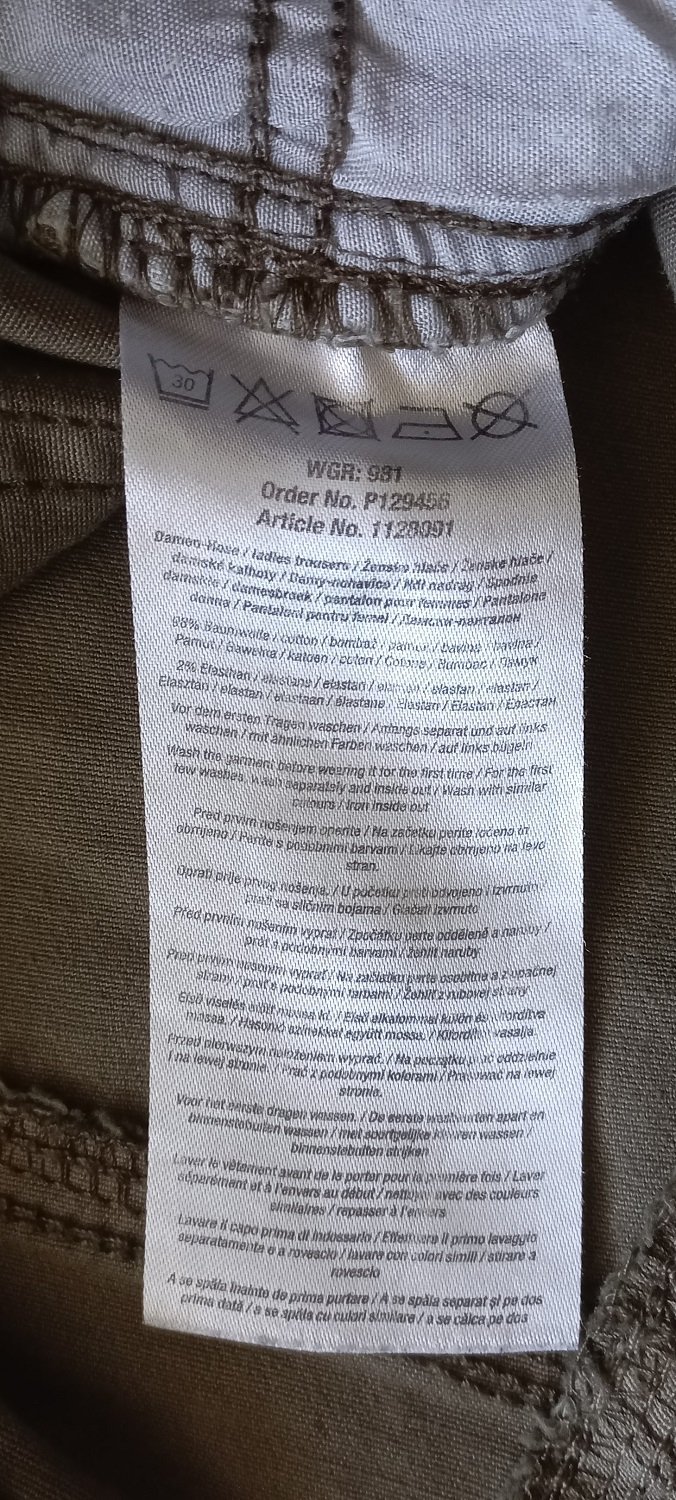 30
WGR: 981
Order No. P129456
Article No. 1128091
Damen-Hose / ladies trousers / Ženske hlače / Ženske hlače /
dámské kalhoty / Dámy-nohavice / Női nadrág / Spodnie
damskie / damesbroek / pantalon pour femmes / Pantalone
donna / Pantaloni pentru femei / Дамски-панталон
98% Baumwolle / cotton / bombaž / pamuk / bavlna / bavlna /
Pamut / Bawełna / katoen / coton / Cotone / Bumbac / Памук
2% Elasthan / elastane / elastan / elastan / elastan / elastan /
Elasztán / elastan / elastaan / élastane / Elastan / Elastan / Еластан
Vor dem ersten Tragen waschen / Anfangs separat und auf links
waschen / mit ähnlichen Farben waschen / auf links bügeln
Wash the garment before wearing it for the first time / For the first
few washes, wash separately and inside out / Wash with similar
colours / Iron inside out
Pred prvim nošenjem operite / Na začetku perite ločeno in
obrnjeno / Perite s podobnimi barvami / Likajte obrnjeno na levo
stran.
Oprati prije prvog nošenja. / U početku prati odvojeno i izvrnuto
prati sa sličnim bojama / Glačati izvrnuto
Před prvním nošením vyprat / Zpočátku perte odděleně a naruby /
prát s podobnými barvami / Žehlit naruby
Pred prvým nosením vyprať / Na začiatku perte osobitne a z opačnej
strany / prať s podobnými farbami / Žehliť z rubovej strany
Első viselés előtt mossa ki. / Első alkalommal külön és kifordítva
mossa. / Hasonló színekkel együtt mossa. / Kifordítva vasalja.
Przed pierwszym nałożeniem wyprać. / Na początku prać oddzielnie
i na lewej stronie. / Prać z podobnymi kolorami / Prasować na lewej
stronie.
Voor het eerste dragen wassen. / De eerste wasbeurten apart en
binnenstebuiten wassen / met soortgelijke kleuren wassen /
binnenstebuiten strijken
Laver le vêtement avant de le porter pour la première fois / Laver
séparément et à l'envers au début / nettoyer avec des couleurs
similaires / repasser à l'envers
Lavare il capo prima di indossarlo / Effettuare il primo lavaggio
separatamente e a rovescio / lavare con colori simili / stirare a
rovescio
A se spăla înainte de prima purtare / A se spăla separat și pe dos
prima dată / a se spăla cu culori similare / a se călca pe dos